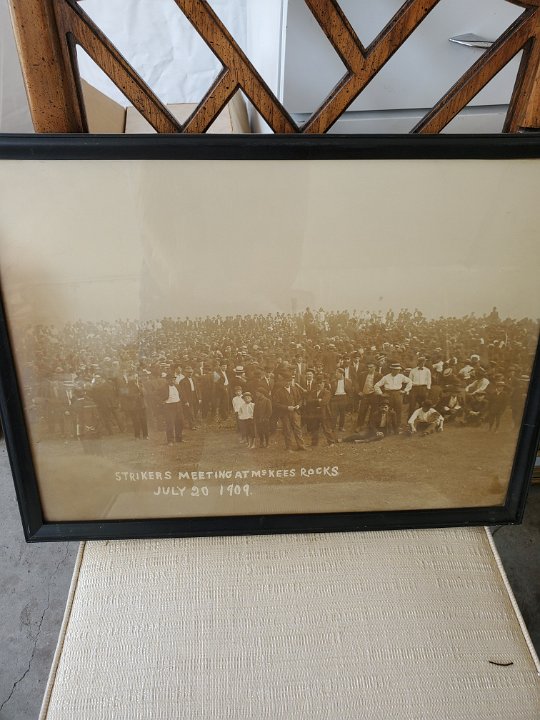 STRIKERS MEETING AT McKEES ROCKS
JULY 20 1909.